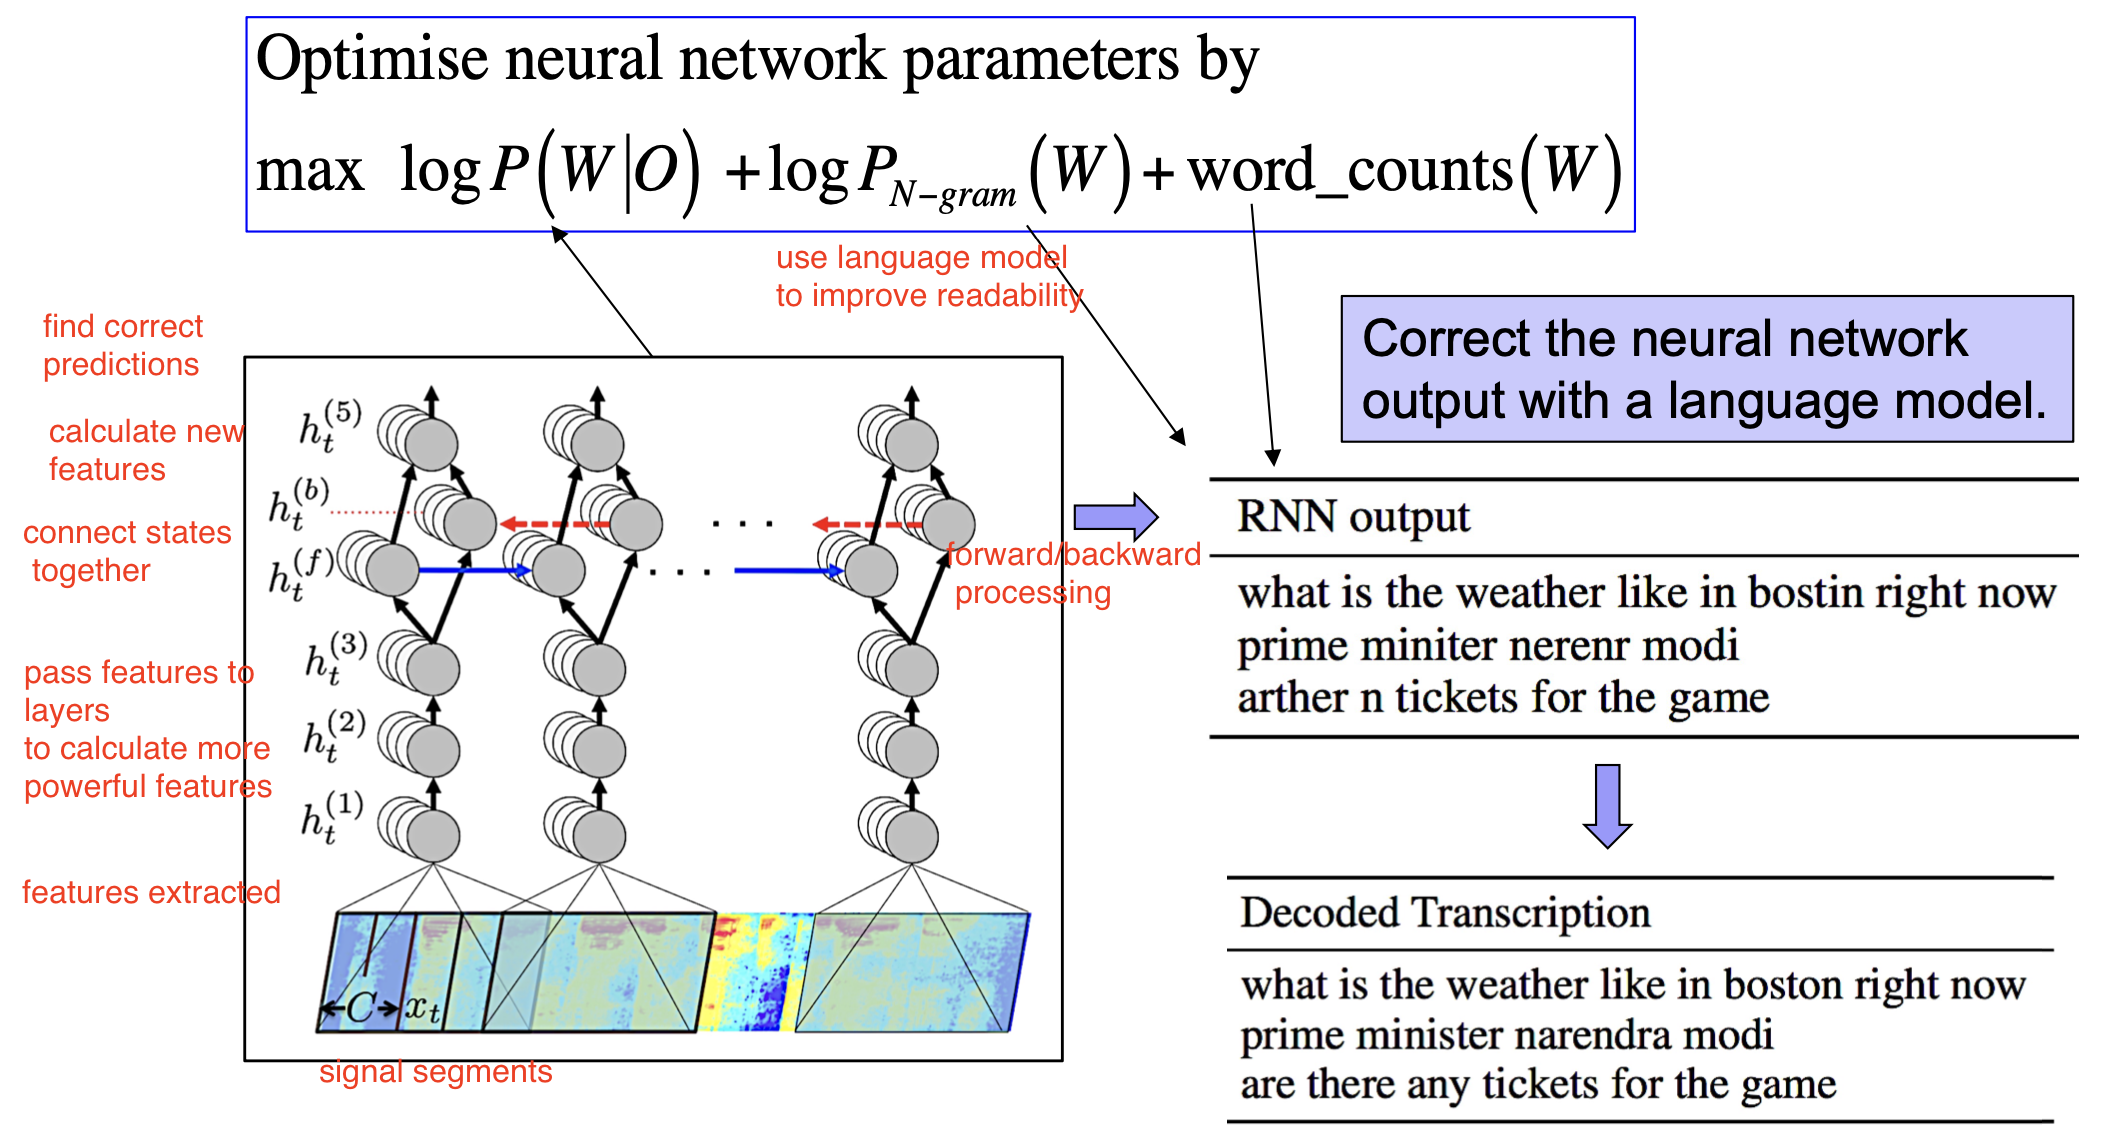 Optimise neural network parameters by
max log P(W|O) + log P_{N-gram}(W) + word_counts(W)
use language model
to improve readability
find correct
predictions
Correct the neural network
output with a language model.
calculate new
features
connect states
together
pass features to
layers
to calculate more
powerful features
features extracted
h_t^{(5)}
h_t^{(b)}
h_t^{(f)}
h_t^{(3)}
h_t^{(2)}
h_t^{(1)}
. . .
. . .
forward/backward
processing
C x_t
signal segments
RNN output
what is the weather like in bostin right now
prime miniter nerenr modi
arther n tickets for the game
Decoded Transcription
what is the weather like in boston right now
prime minister narendra modi
are there any tickets for the game